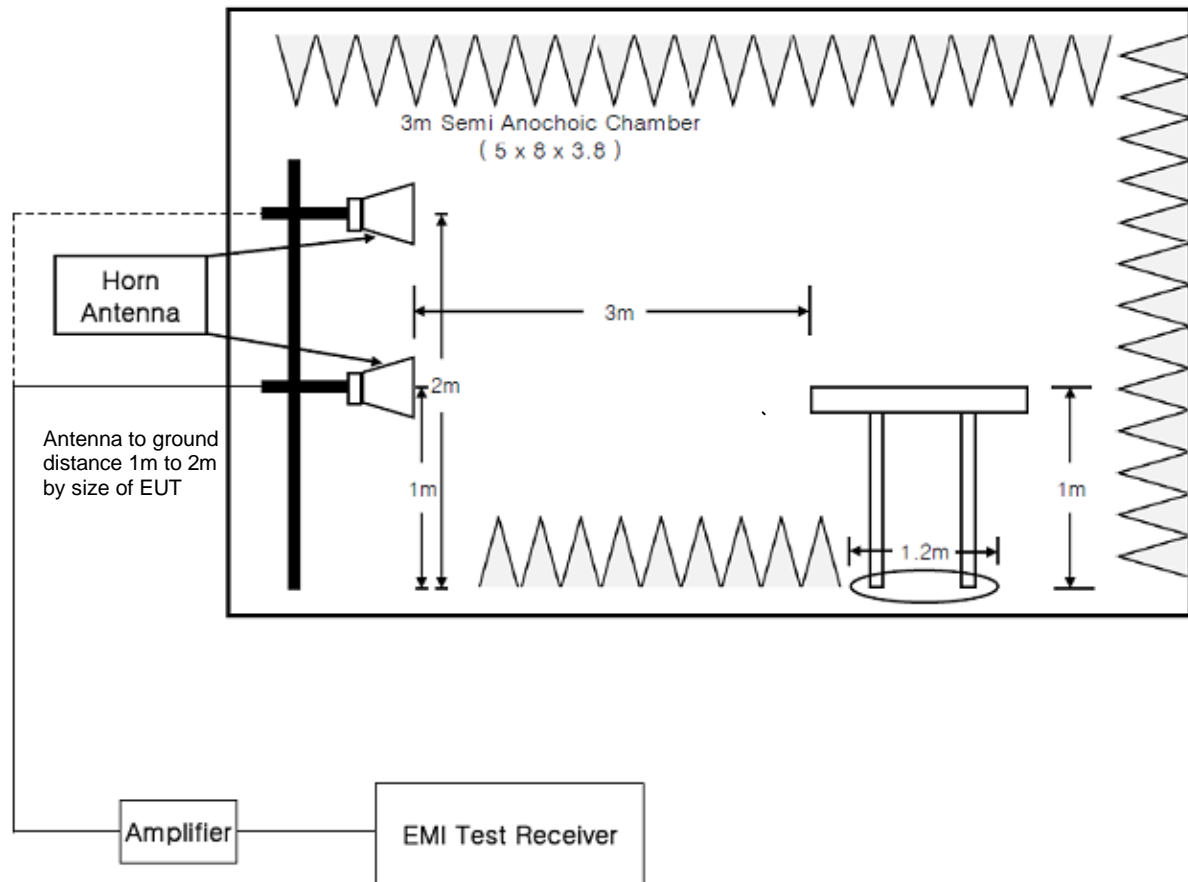 3m Semi Anochoic Chamber
( 5 x 8 x 3.8 )
Horn
Antenna
3m
2m
Antenna to ground
distance 1m to 2m
by size of EUT
1m
1m
1.2m
Amplifier
EMI Test Receiver